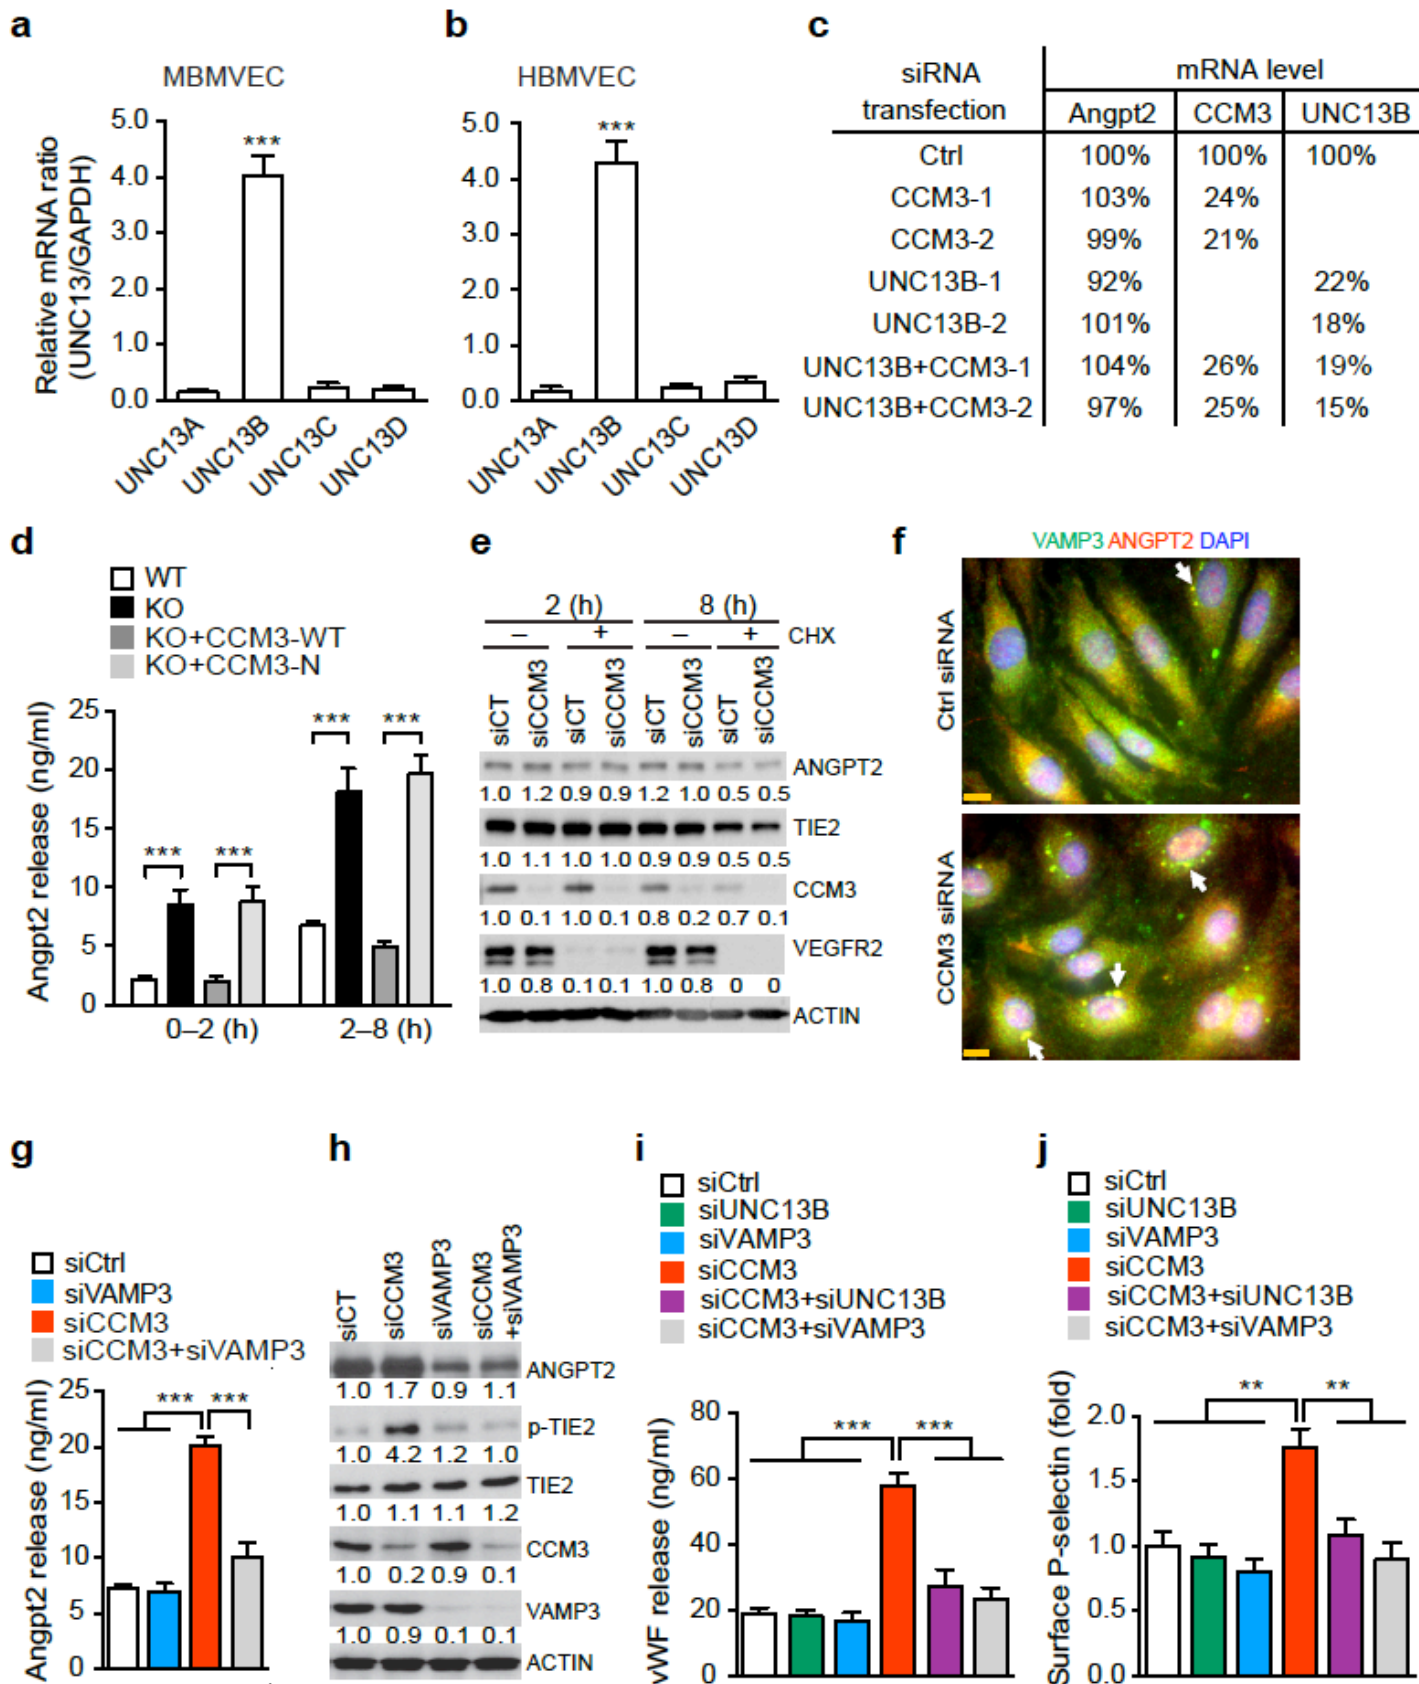 a
MBMVEC
Relative mRNA ratio
(UNC13/GAPDH)
5.0
4.0
3.0
2.0
1.0
0.0
***
UNC13A
UNC13B
UNC13C
UNC13D
b
HBMVEC
5.0
4.0
3.0
2.0
1.0
0.0
***
UNC13A
UNC13B
UNC13C
UNC13D
c
siRNA transfection
mRNA level
Angpt2 CCM3 UNC13B
Ctrl 100% 100% 100%
CCM3-1 103% 24%
CCM3-2 99% 21%
UNC13B-1 92% 22%
UNC13B-2 101% 18%
UNC13B+CCM3-1 104% 26% 19%
UNC13B+CCM3-2 97% 25% 15%
d
WT
KO
KO+CCM3-WT
KO+CCM3-N
Angpt2 release (ng/ml)
25
20
15
10
5
0
*** ***
*** ***
0–2 (h) 2–8 (h)
e
2 (h) 8 (h)
– + – + CHX
siCT siCCM3 siCT siCCM3 siCT siCCM3 siCT siCCM3
ANGPT2
1.0 1.2 0.9 0.9 1.2 1.0 0.5 0.5
TIE2
1.0 1.1 1.0 1.0 0.9 0.9 0.5 0.5
CCM3
1.0 0.1 1.0 0.1 0.8 0.2 0.7 0.1
VEGFR2
1.0 0.8 0.1 0.1 1.0 0.8 0 0
ACTIN
f
VAMP3 ANGPT2 DAPI
Ctrl siRNA
CCM3 siRNA
g
siCtrl
siVAMP3
siCCM3
siCCM3+siVAMP3
Angpt2 release (ng/ml)
25
20
15
10
5
0
*** ***
h
siCT siCCM3 siVAMP3 siCCM3 +siVAMP3
ANGPT2
1.0 1.7 0.9 1.1
p-TIE2
1.0 4.2 1.2 1.0
TIE2
1.0 1.1 1.1 1.2
CCM3
1.0 0.2 0.9 0.1
VAMP3
1.0 0.9 0.1 0.1
ACTIN
i
siCtrl
siUNC13B
siVAMP3
siCCM3
siCCM3+siUNC13B
siCCM3+siVAMP3
vWF release (ng/ml)
80
60
40
20
0
*** ***
j
siCtrl
siUNC13B
siVAMP3
siCCM3
siCCM3+siUNC13B
siCCM3+siVAMP3
Surface P-selectin (fold)
2.0
1.5
1.0
0.5
0.0
** **